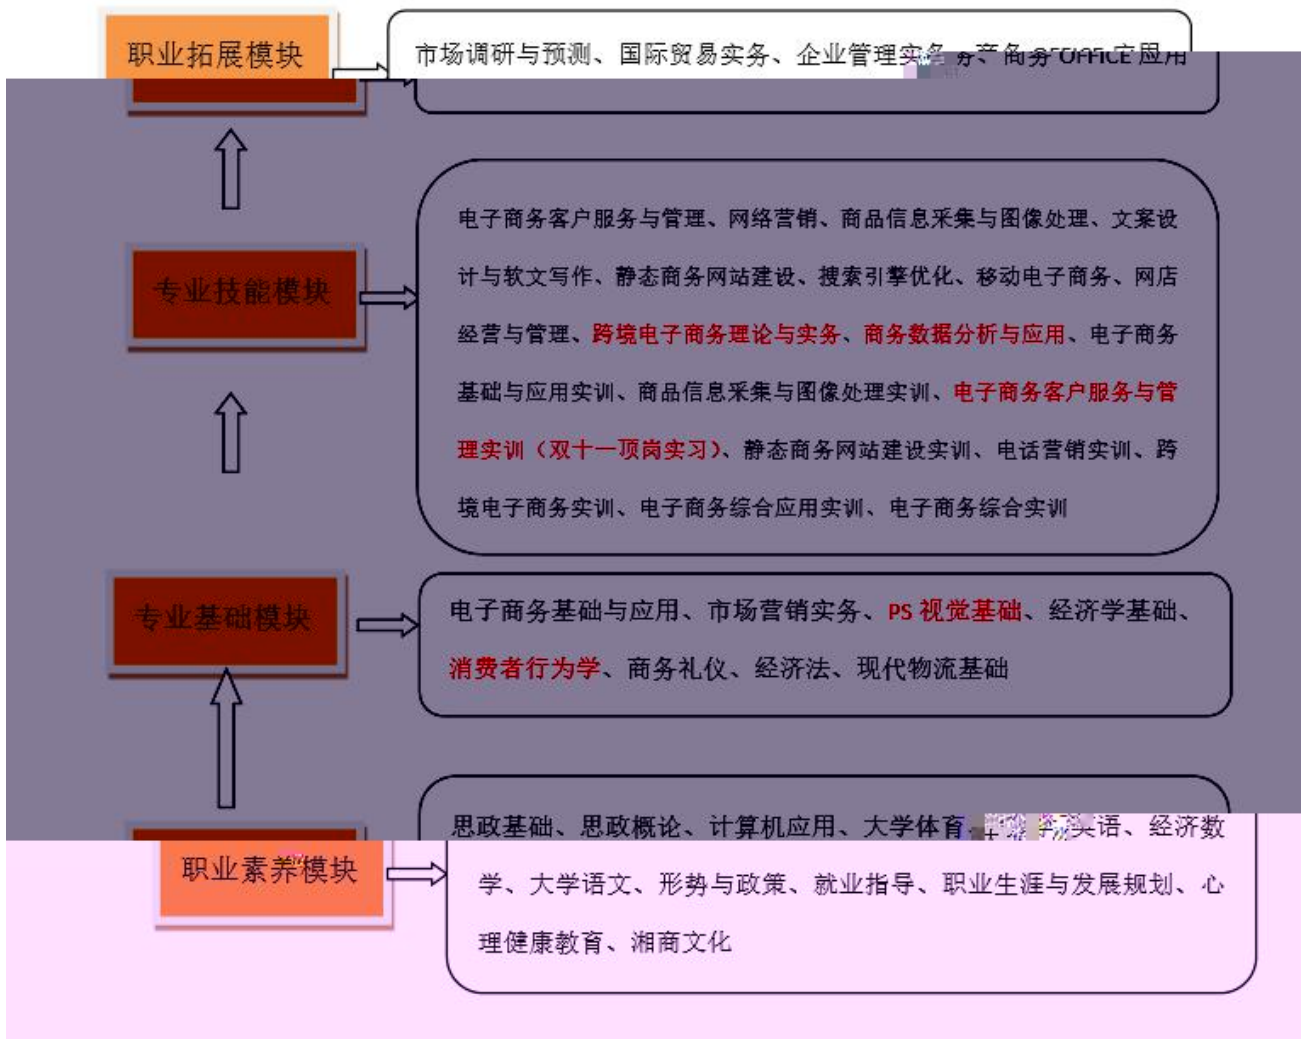 职业拓展模块
市场调研与预测、国际贸易实务、企业管理实务、商务 OFFICE 应用
专业技能模块
电子商务客户服务与管理、网络营销、商品信息采集与图像处理、文案设
计与软文写作、静态商务网站建设、搜索引擎优化、移动电子商务、网店
经营与管理、跨境电子商务理论与实务、商务数据分析与应用、电子商务
基础与应用实训、商品信息采集与图像处理实训、电子商务客户服务与管
理实训（双十一顶岗实习）、静态商务网站建设实训、电话营销实训、跨
境电子商务实训、电子商务综合应用实训、电子商务综合实训
专业基础模块
电子商务基础与应用、市场营销实务、PS 视觉基础、经济学基础、
消费者行为学、商务礼仪、经济法、现代物流基础
职业素养模块
思政基础、思政概论、计算机应用、大学体育、英语、经济数
学、大学语文、形势与政策、就业指导、职业生涯与发展规划、心
理健康教育、湘商文化